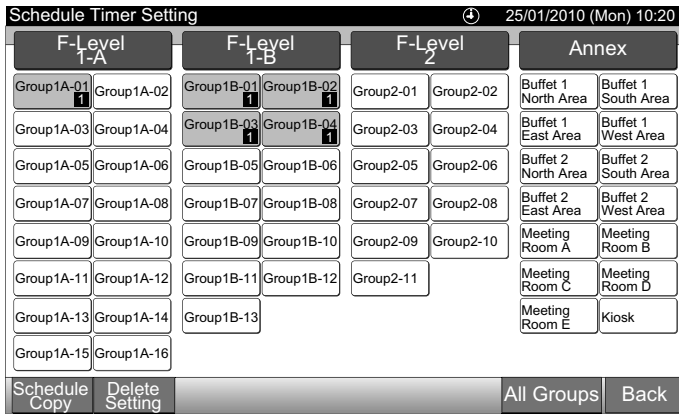 Schedule Timer Setting 25/01/2010 (Mon) 10:20
F-Level
1-A
F-Level
1-B
F-Level
2
Annex
Group1A-01 Group1A-02 Group1B-01 Group1B-02 Group2-01 Group2-02 Buffet 1 Buffet 1
1 1 1 North Area South Area
Group1A-03 Group1A-04 Group1B-03 Group1B-04 Group2-03 Group2-04 Buffet 1 Buffet 1
1 1 East Area West Area
Group1A-05 Group1A-06 Group1B-05 Group1B-06 Group2-05 Group2-06 Buffet 2 Buffet 2
North Area South Area
Group1A-07 Group1A-08 Group1B-07 Group1B-08 Group2-07 Group2-08 Buffet 2 Buffet 2
East Area West Area
Group1A-09 Group1A-10 Group1B-09 Group1B-10 Group2-09 Group2-10 Meeting Meeting
Room A Room B
Group1A-11 Group1A-12 Group1B-11 Group1B-12 Group2-11 Meeting Meeting
Room C Room D
Group1A-13 Group1A-14 Group1B-13 Meeting Kiosk
Room E
Group1A-15 Group1A-16
Schedule Delete All Groups Back
Copy Setting